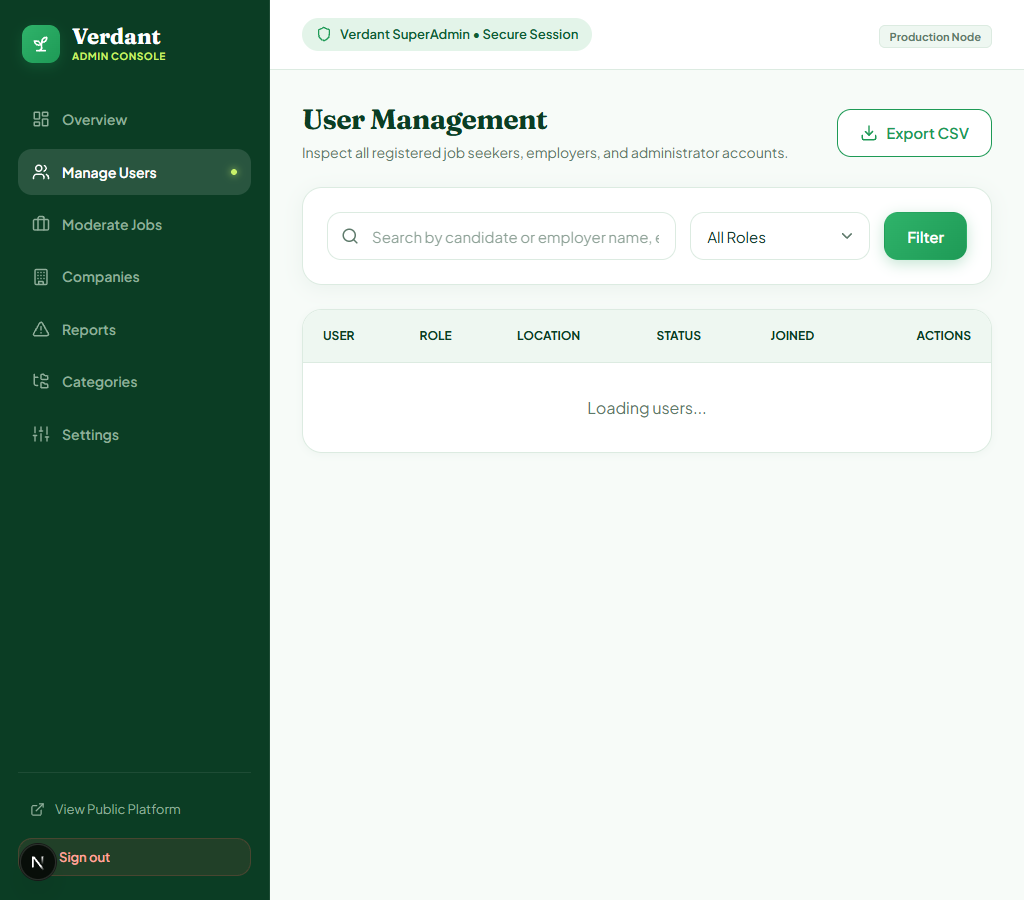 Verdant
ADMIN CONSOLE
Overview
Manage Users
Moderate Jobs
Companies
Reports
Categories
Settings
View Public Platform
N Sign out
Verdant SuperAdmin • Secure Session
Production Node
User Management
Inspect all registered job seekers, employers, and administrator accounts.
Export CSV
Search by candidate or employer name, e
All Roles
Filter
USER ROLE LOCATION STATUS JOINED ACTIONS
Loading users...